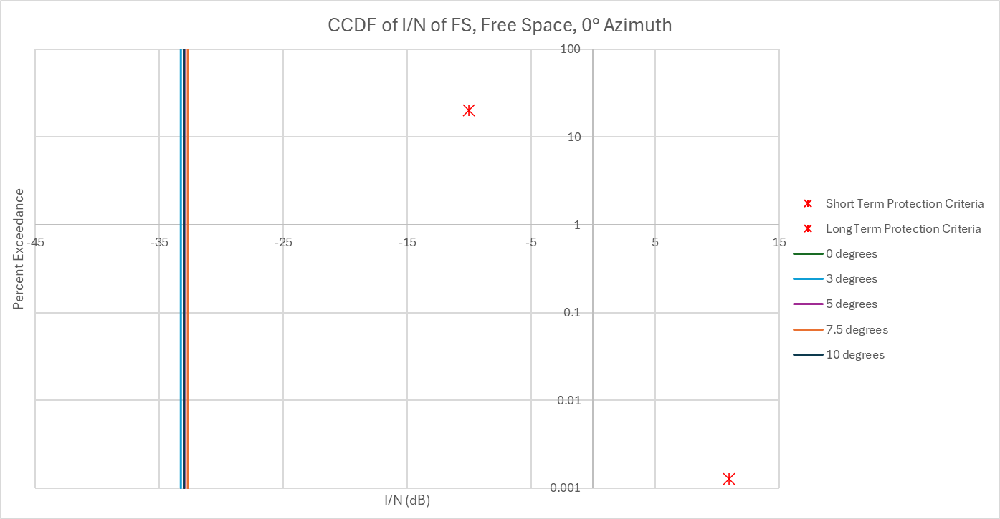 CCDF of I/N of FS, Free Space, 0° Azimuth
100
10
1
-45
-35
-25
-15
-5
5
15
0.1
0.01
0.001
Percent Exceedance
I/N (dB)
Short Term Protection Criteria
Long Term Protection Criteria
0 degrees
3 degrees
5 degrees
7.5 degrees
10 degrees